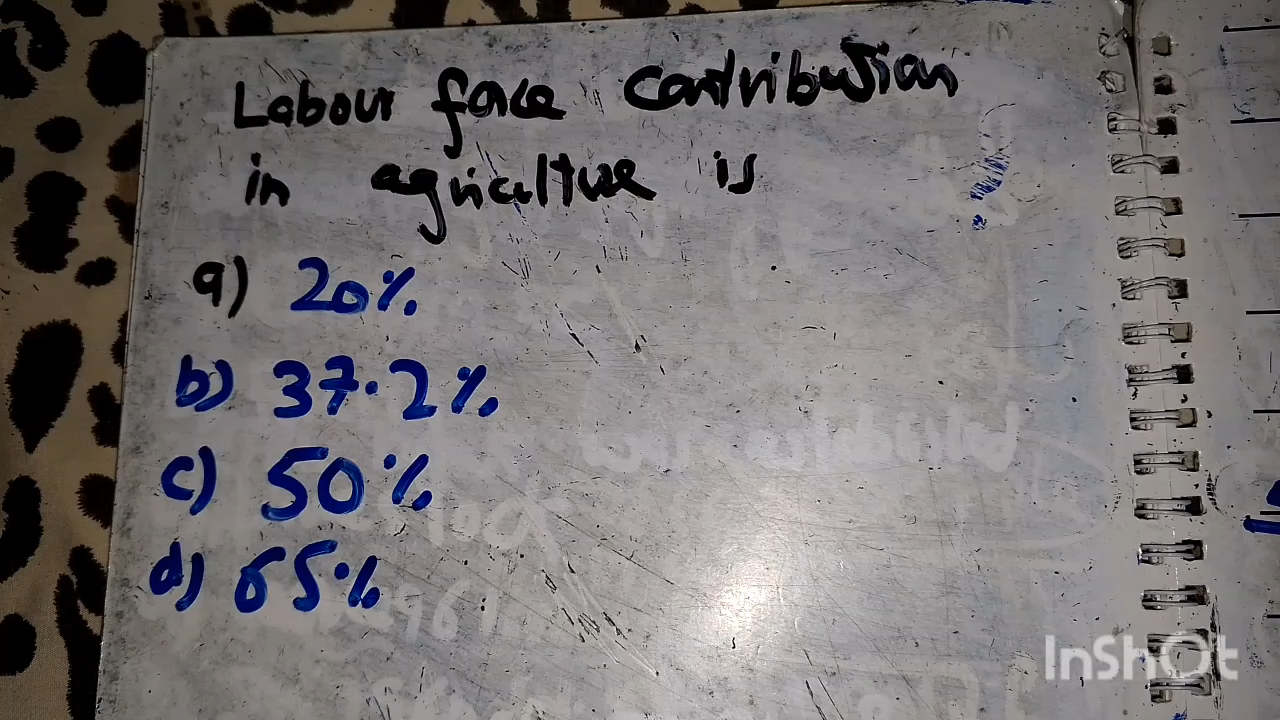 Labour force contribution
in agriculture is
a) 20%
b) 37.2%
c) 50%
d) 65%
InShOt